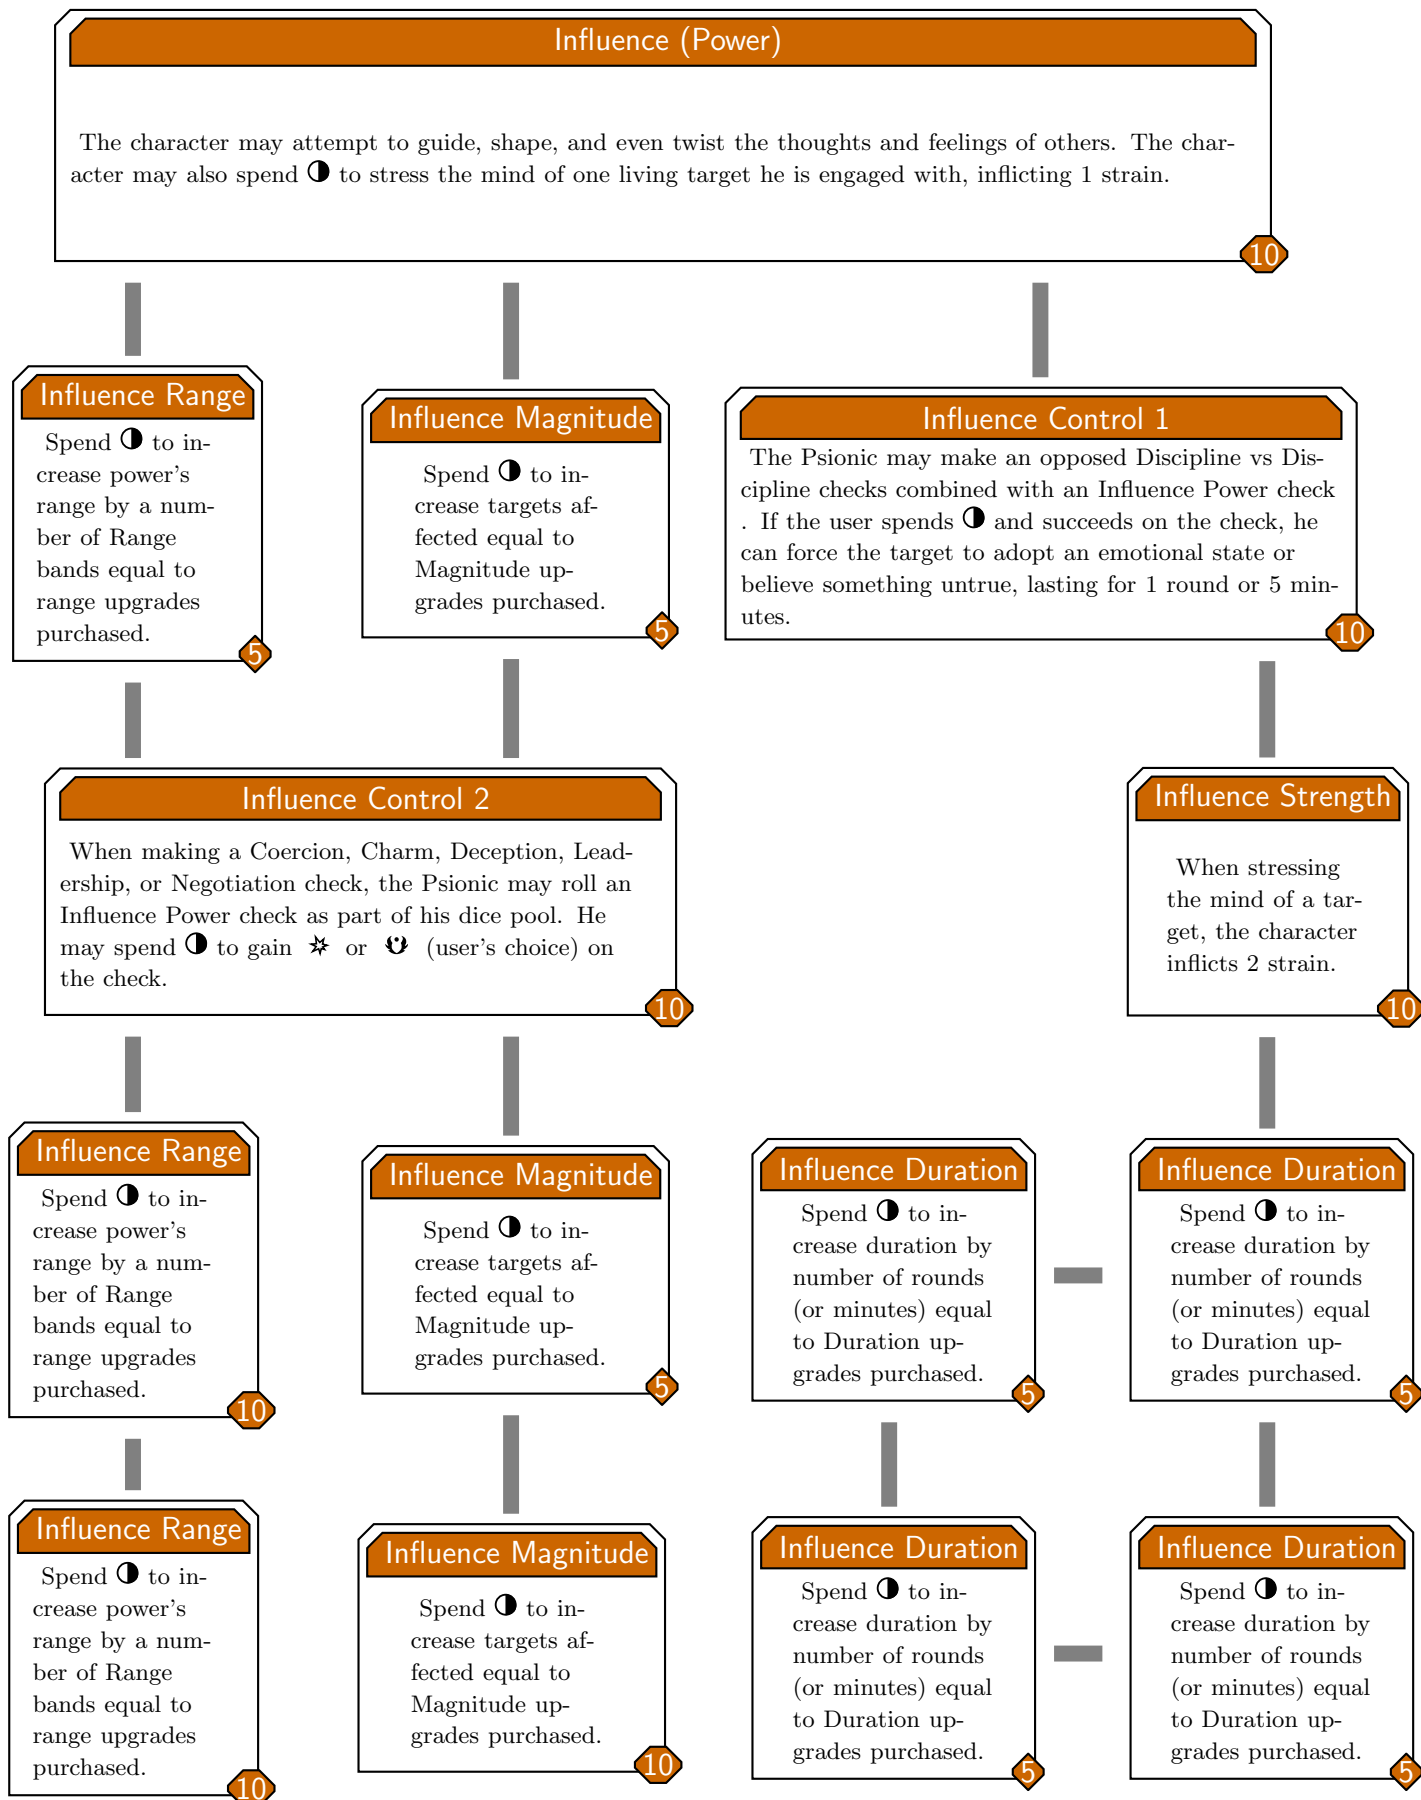 Influence (Power)
The character may attempt to guide, shape, and even twist the thoughts and feelings of others. The char-
acter may also spend ◑ to stress the mind of one living target he is engaged with, inflicting 1 strain.
10
Influence Range
Spend ◑ to in-
crease power's
range by a num-
ber of Range
bands equal to
range upgrades
purchased.
5
Influence Magnitude
Spend ◑ to in-
crease targets af-
fected equal to
Magnitude up-
grades purchased.
5
Influence Control 1
The Psionic may make an opposed Discipline vs Dis-
cipline checks combined with an Influence Power check
. If the user spends ◑ and succeeds on the check, he
can force the target to adopt an emotional state or
believe something untrue, lasting for 1 round or 5 min-
utes.
10
Influence Control 2
When making a Coercion, Charm, Deception, Lead-
ership, or Negotiation check, the Psionic may roll an
Influence Power check as part of his dice pool. He
may spend ◑ to gain or (user's choice) on
the check.
10
Influence Strength
When stressing
the mind of a tar-
get, the character
inflicts 2 strain.
10
Influence Range
Spend ◑ to in-
crease power's
range by a num-
ber of Range
bands equal to
range upgrades
purchased.
10
Influence Magnitude
Spend ◑ to in-
crease targets af-
fected equal to
Magnitude up-
grades purchased.
5
Influence Duration
Spend ◑ to in-
crease duration by
number of rounds
(or minutes) equal
to Duration up-
grades purchased.
5
Influence Duration
Spend ◑ to in-
crease duration by
number of rounds
(or minutes) equal
to Duration up-
grades purchased.
5
Influence Range
Spend ◑ to in-
crease power's
range by a num-
ber of Range
bands equal to
range upgrades
purchased.
10
Influence Magnitude
Spend ◑ to in-
crease targets af-
fected equal to
Magnitude up-
grades purchased.
10
Influence Duration
Spend ◑ to in-
crease duration by
number of rounds
(or minutes) equal
to Duration up-
grades purchased.
5
Influence Duration
Spend ◑ to in-
crease duration by
number of rounds
(or minutes) equal
to Duration up-
grades purchased.
5